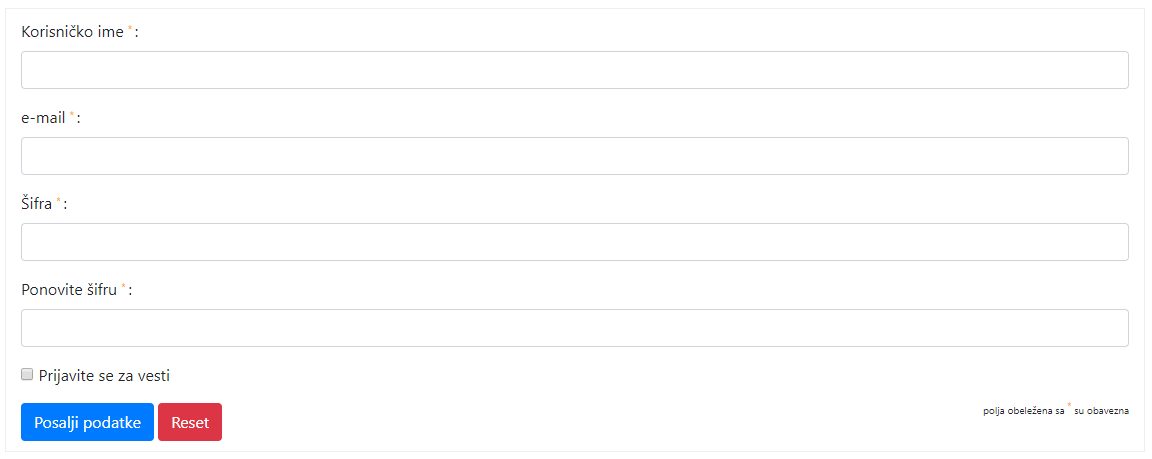 Korisničko ime *:
e-mail *:
Šifra *:
Ponovite šifru *:
Prijavite se za vesti
Posalji podatke Reset polja obeležena sa * su obavezna